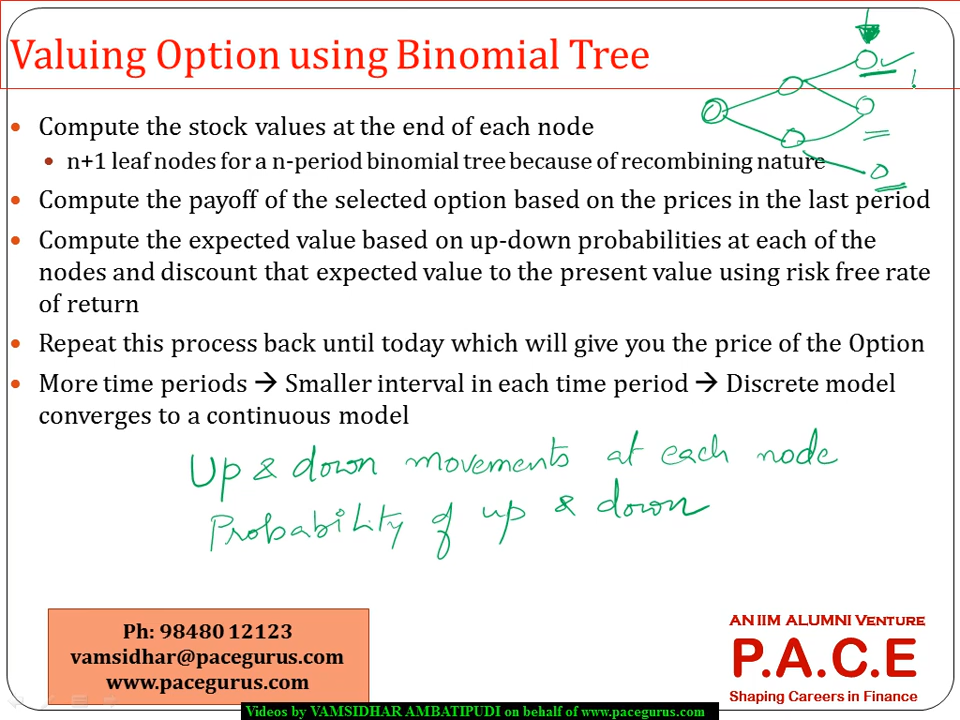 Valuing Option using Binomial Tree
• Compute the stock values at the end of each node
• n+1 leaf nodes for a n-period binomial tree because of recombining nature
• Compute the payoff of the selected option based on the prices in the last period
• Compute the expected value based on up-down probabilities at each of the
nodes and discount that expected value to the present value using risk free rate
of return
• Repeat this process back until today which will give you the price of the Option
• More time periods → Smaller interval in each time period → Discrete model
converges to a continuous model
Up & down movements at each node
Probability of up & down
Ph: 98480 12123
vamsidhar@pacegurus.com
www.pacegurus.com
AN IIM ALUMNI VENTURE
P.A.C.E
Shaping Careers in Finance
Videos by VAMSIDHAR AMBATIPUDI on behalf of www.pacegurus.com